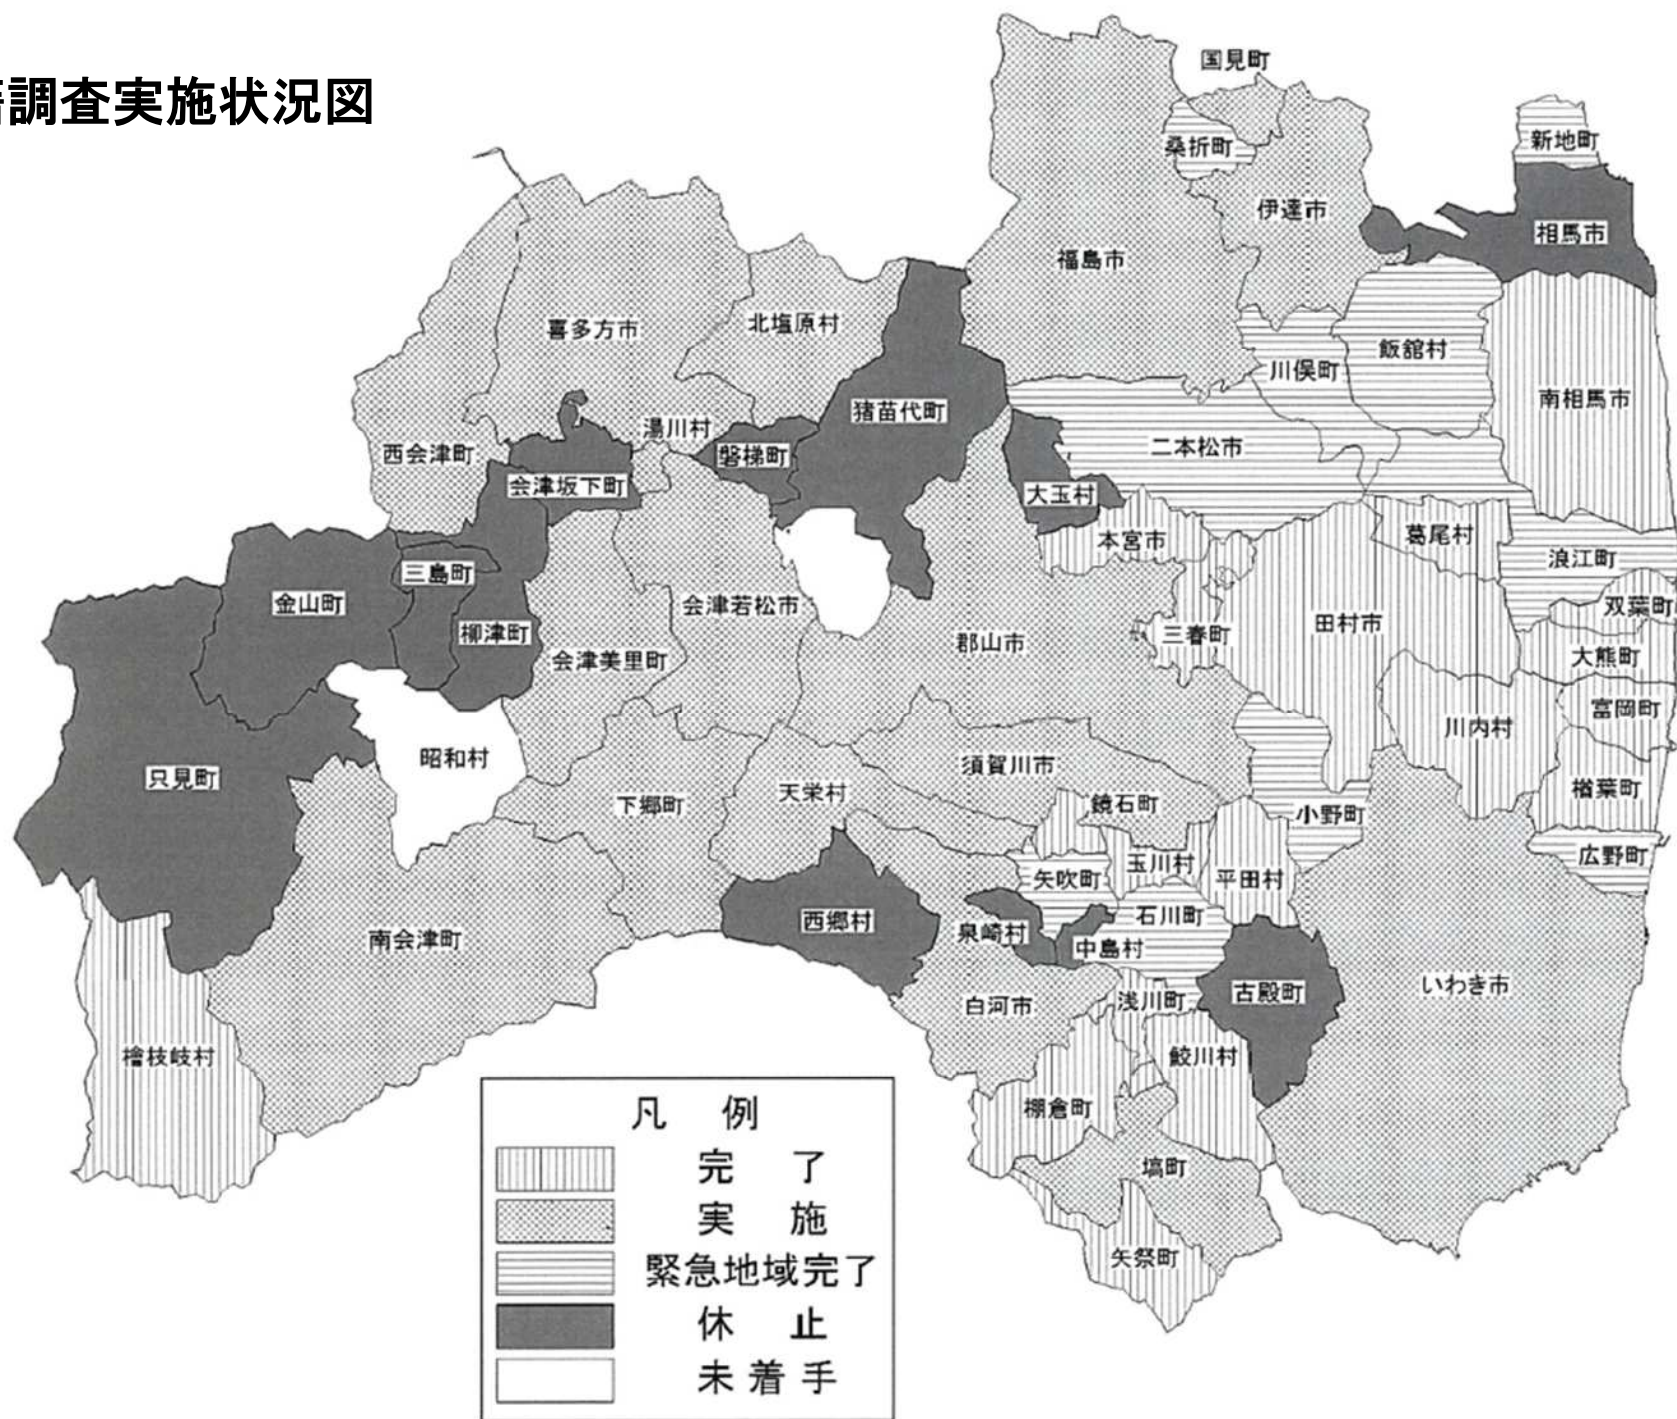 調査実施状況図
国見町
桑折町
新地町
伊達市
相馬市
福島市
喜多方市
北塩原村
飯舘村
川俣町
南相馬市
猪苗代町
湯川村
二本松市
西会津町
磐梯町
会津坂下町
大玉村
葛尾村
本宮市
浪江町
三島町
金山町
会津若松市
双葉町
田村市
柳津町
三春町
郡山市
会津美里町
大熊町
富岡町
川内村
昭和村
須賀川市
只見町
天栄村
楢葉町
下郷町
鏡石町
小野町
広野町
玉川村
矢吹町
平田村
石川町
西郷村
泉崎村
南会津町
中島村
いわき市
古殿町
浅川町
白河市
檜枝岐村
鮫川村
棚倉町
塙町
矢祭町
凡 例
完 了
実 施
緊急地域完了
休 止
未着手